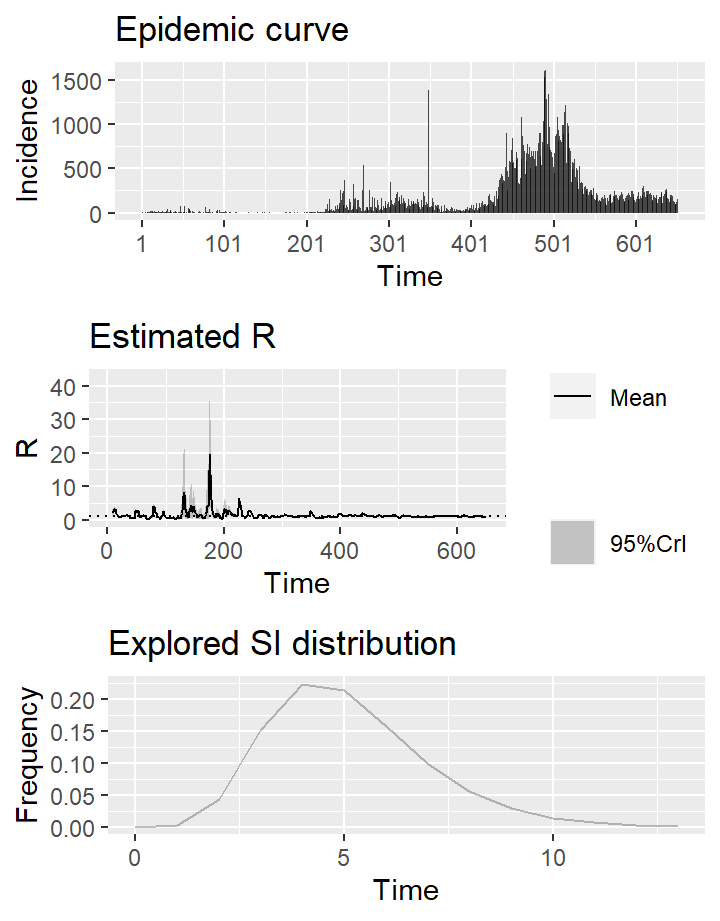 Epidemic curve
Incidence
1500
1000
500
0
1 101 201 301 401 501 601
Time
Estimated R
R
40
30
20
10
0
0 200 400 600
Time
Mean
95%CrI
Explored SI distribution
Frequency
0.20
0.15
0.10
0.05
0.00
0 5 10
Time